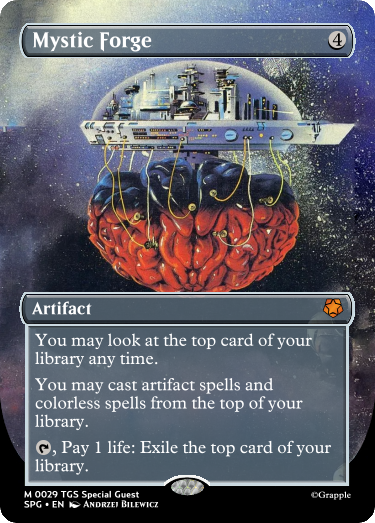 Mystic Forge
4
Artifact
You may look at the top card of your
library any time.
You may cast artifact spells and
colorless spells from the top of your
library.
, Pay 1 life: Exile the top card of your
library.
M 0029 TGS Special Guest
SPG • EN Andrzej Bilewicz
©Grapple